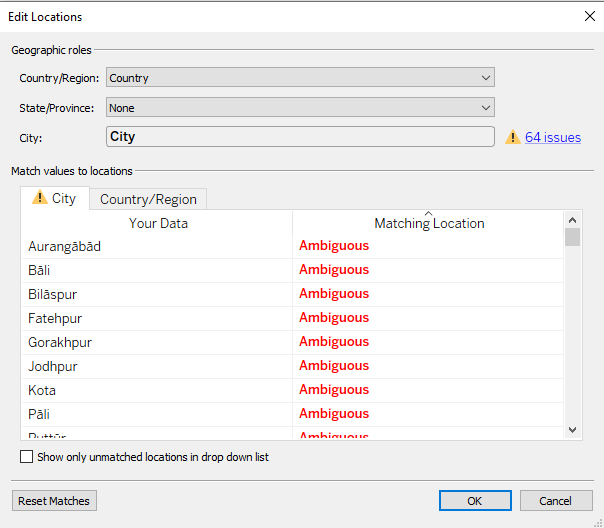 Edit Locations
Geographic roles
Country/Region: Country
State/Province: None
City: City 64 issues
Match values to locations
City Country/Region
Your Data Matching Location
Aurangābād Ambiguous
Bāli Ambiguous
Bilāspur Ambiguous
Fatehpur Ambiguous
Gorakhpur Ambiguous
Jodhpur Ambiguous
Kota Ambiguous
Pāli Ambiguous
Puttūr Ambiguous
Show only unmatched locations in drop down list
Reset Matches OK Cancel